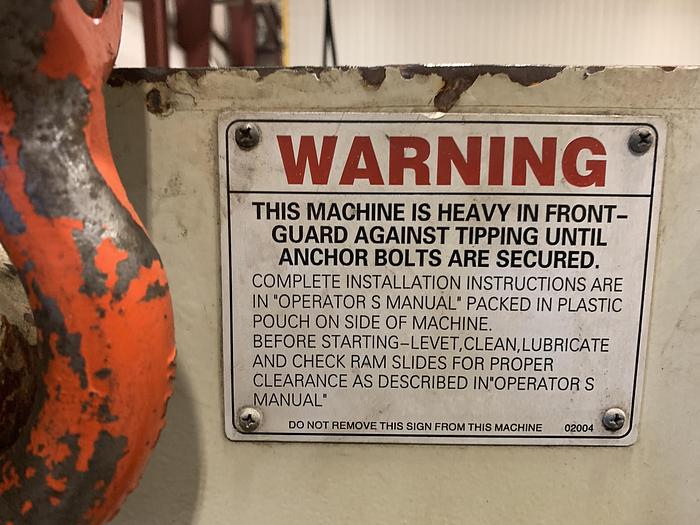 WARNING
THIS MACHINE IS HEAVY IN FRONT–
GUARD AGAINST TIPPING UNTIL
ANCHOR BOLTS ARE SECURED.
COMPLETE INSTALLATION INSTRUCTIONS ARE
IN "OPERATOR S MANUAL" PACKED IN PLASTIC
POUCH ON SIDE OF MACHINE.
BEFORE STARTING–LEVET,CLEAN,LUBRICATE
AND CHECK RAM SLIDES FOR PROPER
CLEARANCE AS DESCRIBED IN"OPERATOR S
MANUAL"
DO NOT REMOVE THIS SIGN FROM THIS MACHINE 02004